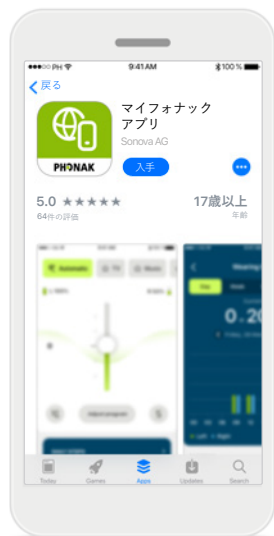 PH
9:41 AM
100 %
戻る
マイフォナック
アプリ
Sonova AG
PHONAK
入手
5.0 ★★★★★
17歳以上
64件の評価
年齢
Automatic
TV
Music
0.20
Today
Games
Apps
Updates
Search